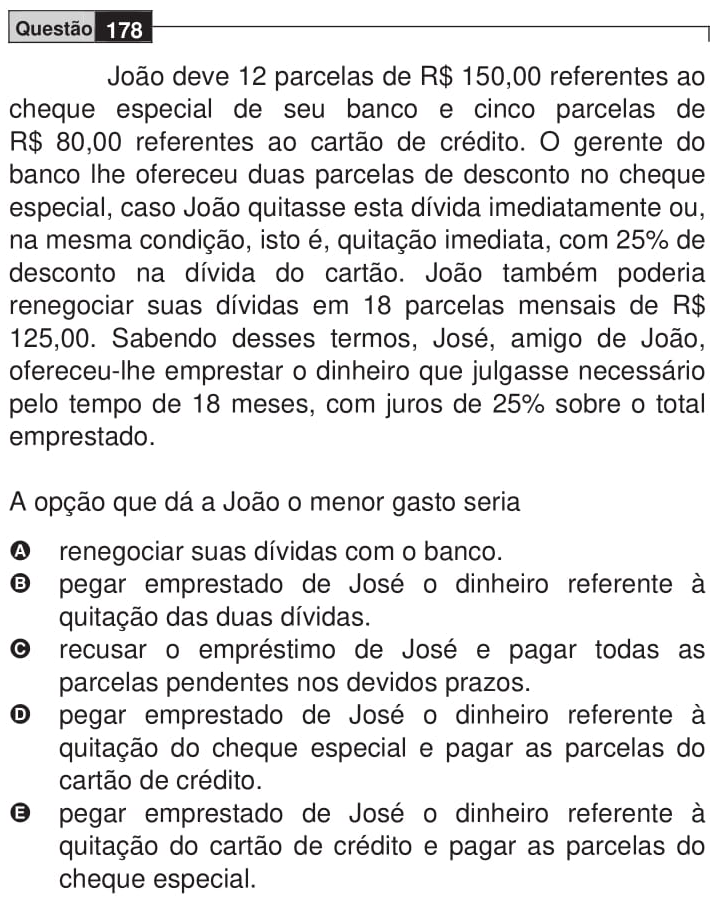 Questão 178
João deve 12 parcelas de R$ 150,00 referentes ao
cheque especial de seu banco e cinco parcelas de
R$ 80,00 referentes ao cartão de crédito. O gerente do
banco lhe ofereceu duas parcelas de desconto no cheque
especial, caso João quitasse esta dívida imediatamente ou,
na mesma condição, isto é, quitação imediata, com 25% de
desconto na dívida do cartão. João também poderia
renegociar suas dívidas em 18 parcelas mensais de R$
125,00. Sabendo desses termos, José, amigo de João,
ofereceu-lhe emprestar o dinheiro que julgasse necessário
pelo tempo de 18 meses, com juros de 25% sobre o total
emprestado.
A opção que dá a João o menor gasto seria
A renegociar suas dívidas com o banco.
B pegar emprestado de José o dinheiro referente à
quitação das duas dívidas.
C recusar o empréstimo de José e pagar todas as
parcelas pendentes nos devidos prazos.
D pegar emprestado de José o dinheiro referente à
quitação do cheque especial e pagar as parcelas do
cartão de crédito.
E pegar emprestado de José o dinheiro referente à
quitação do cartão de crédito e pagar as parcelas do
cheque especial.